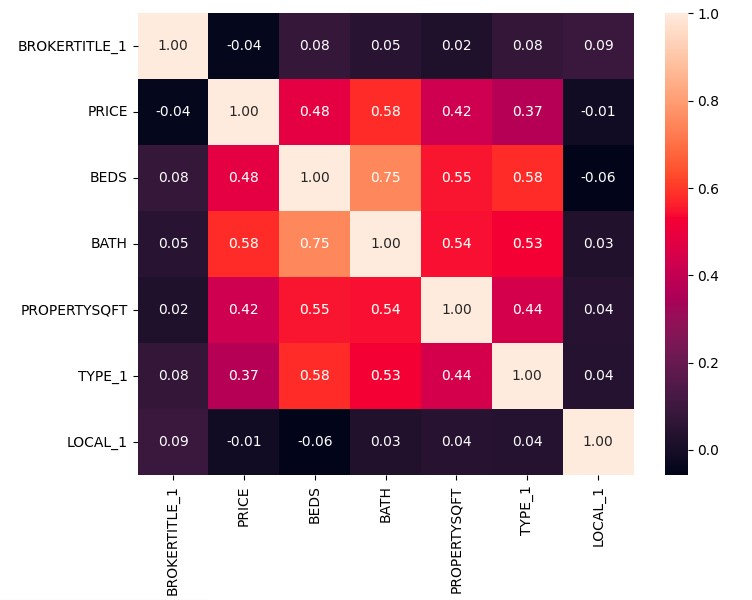 BROKERTITLE_1 1.00 -0.04 0.08 0.05 0.02 0.08 0.09
PRICE -0.04 1.00 0.48 0.58 0.42 0.37 -0.01
BEDS 0.08 0.48 1.00 0.75 0.55 0.58 -0.06
BATH 0.05 0.58 0.75 1.00 0.54 0.53 0.03
PROPERTYSQFT 0.02 0.42 0.55 0.54 1.00 0.44 0.04
TYPE_1 0.08 0.37 0.58 0.53 0.44 1.00 0.04
LOCAL_1 0.09 -0.01 -0.06 0.03 0.04 0.04 1.00
BROKERTITLE_1
PRICE
BEDS
BATH
PROPERTYSQFT
TYPE_1
LOCAL_1
1.0
0.8
0.6
0.4
0.2
0.0